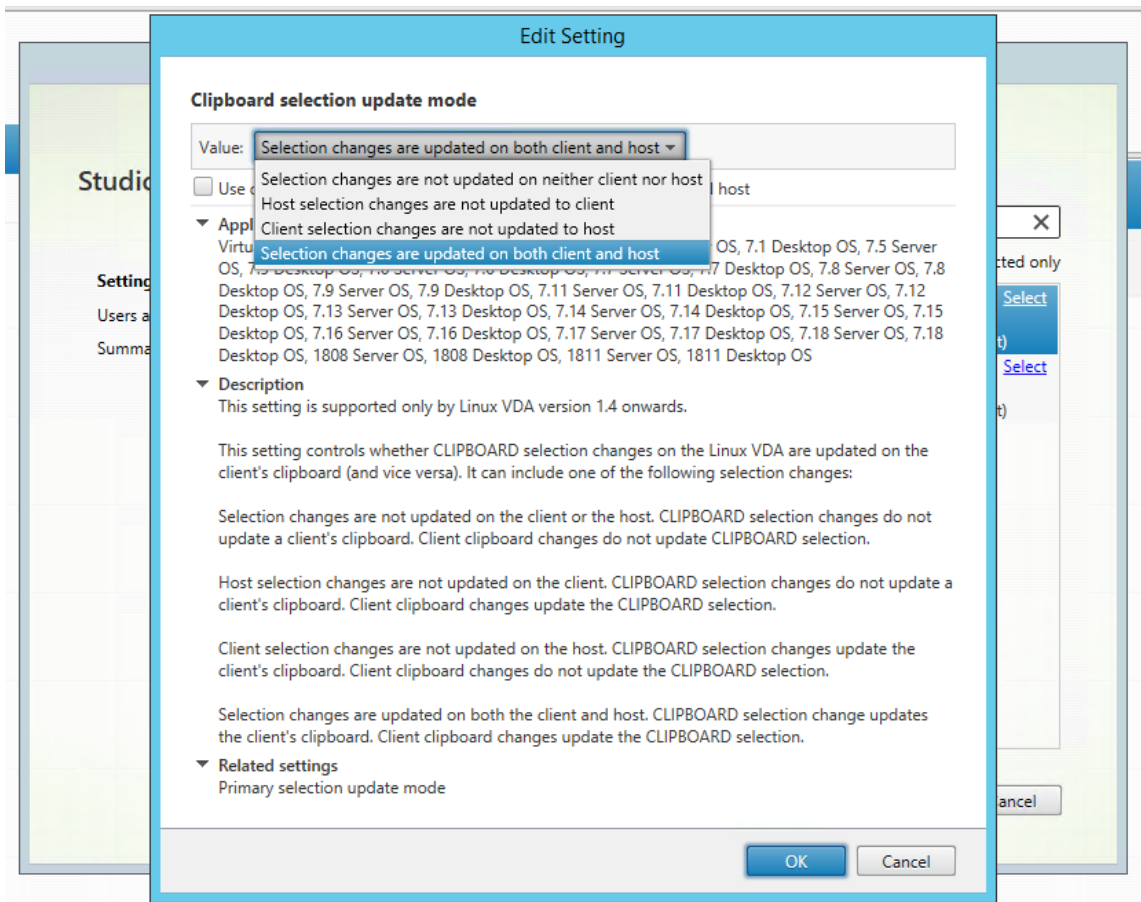 Edit Setting
Clipboard selection update mode
Value: Selection changes are updated on both client and host
Selection changes are not updated on neither client nor host
Host selection changes are not updated to client
Client selection changes are not updated to host
Selection changes are updated on both client and host
Use
host
OS, 7.1 Desktop OS, 7.5 Server
7 Desktop OS, 7.8 Server OS, 7.8
Desktop OS, 7.9 Server OS, 7.9 Desktop OS, 7.11 Server OS, 7.11 Desktop OS, 7.12 Server OS, 7.12
Desktop OS, 7.13 Server OS, 7.13 Desktop OS, 7.14 Server OS, 7.14 Desktop OS, 7.15 Server OS, 7.15
Desktop OS, 7.16 Server OS, 7.16 Desktop OS, 7.17 Server OS, 7.17 Desktop OS, 7.18 Server OS, 7.18
Desktop OS, 1808 Server OS, 1808 Desktop OS, 1811 Server OS, 1811 Desktop OS
Description
This setting is supported only by Linux VDA version 1.4 onwards.
This setting controls whether CLIPBOARD selection changes on the Linux VDA are updated on the
client's clipboard (and vice versa). It can include one of the following selection changes:
Selection changes are not updated on the client or the host. CLIPBOARD selection changes do not
update a client's clipboard. Client clipboard changes do not update CLIPBOARD selection.
Host selection changes are not updated on the client. CLIPBOARD selection changes do not update a
client's clipboard. Client clipboard changes update the CLIPBOARD selection.
Client selection changes are not updated on the host. CLIPBOARD selection changes update the
client's clipboard. Client clipboard changes do not update the CLIPBOARD selection.
Selection changes are updated on both the client and host. CLIPBOARD selection change updates
the client's clipboard. Client clipboard changes update the CLIPBOARD selection.
Related settings
Primary selection update mode
OK
Cancel
Studio
Setting
Users a
Summa
cted only
Select
t)
Select
t)
ancel